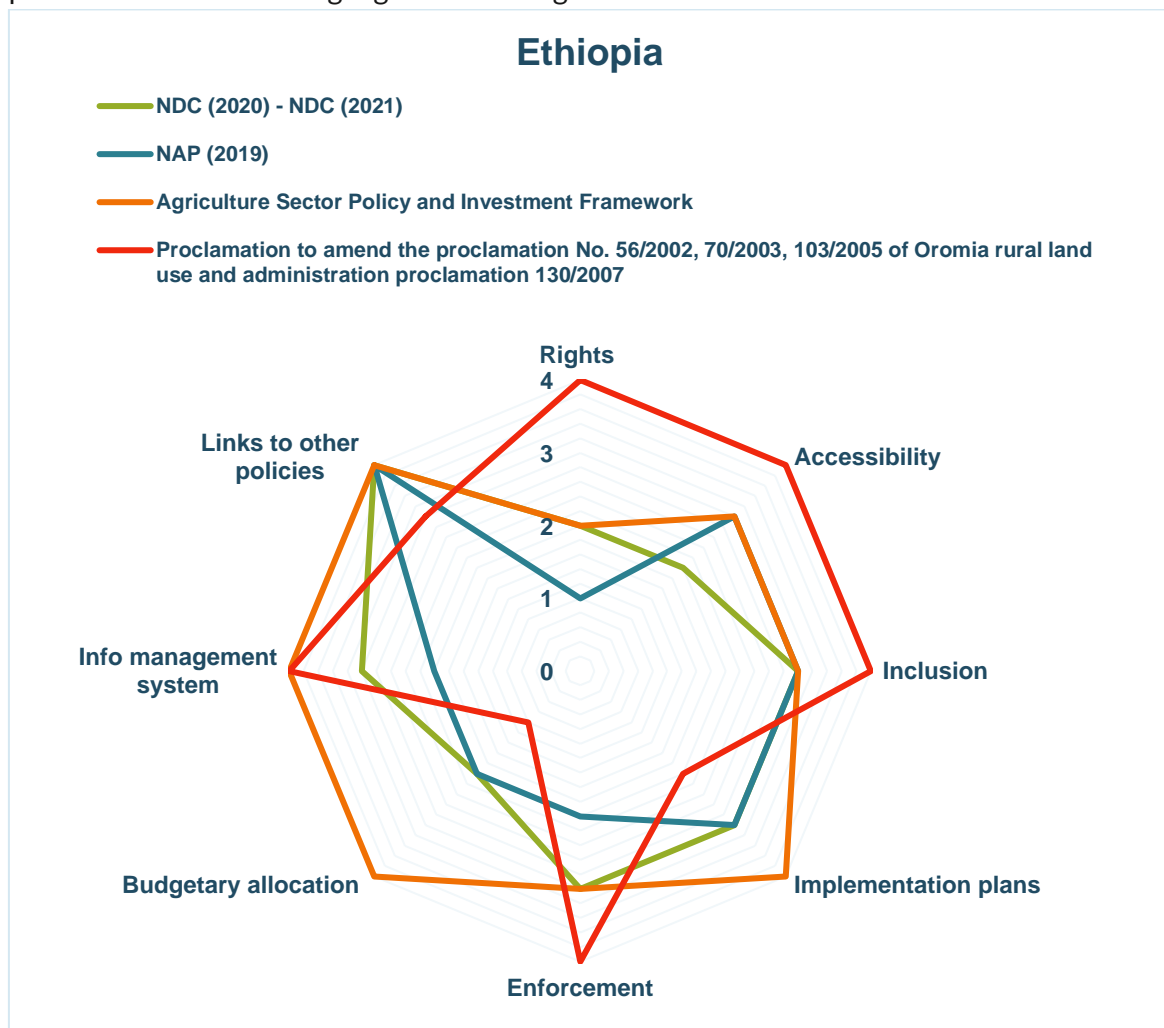 Ethiopia
NDC (2020) - NDC (2021)
NAP (2019)
Agriculture Sector Policy and Investment Framework
Proclamation to amend the proclamation No. 56/2002, 70/2003, 103/2005 of Oromia rural land
use and administration proclamation 130/2007
Rights
4
Links to other
policies
3
Accessibility
2
1
Info management
system
0
Inclusion
Budgetary allocation
Implementation plans
Enforcement